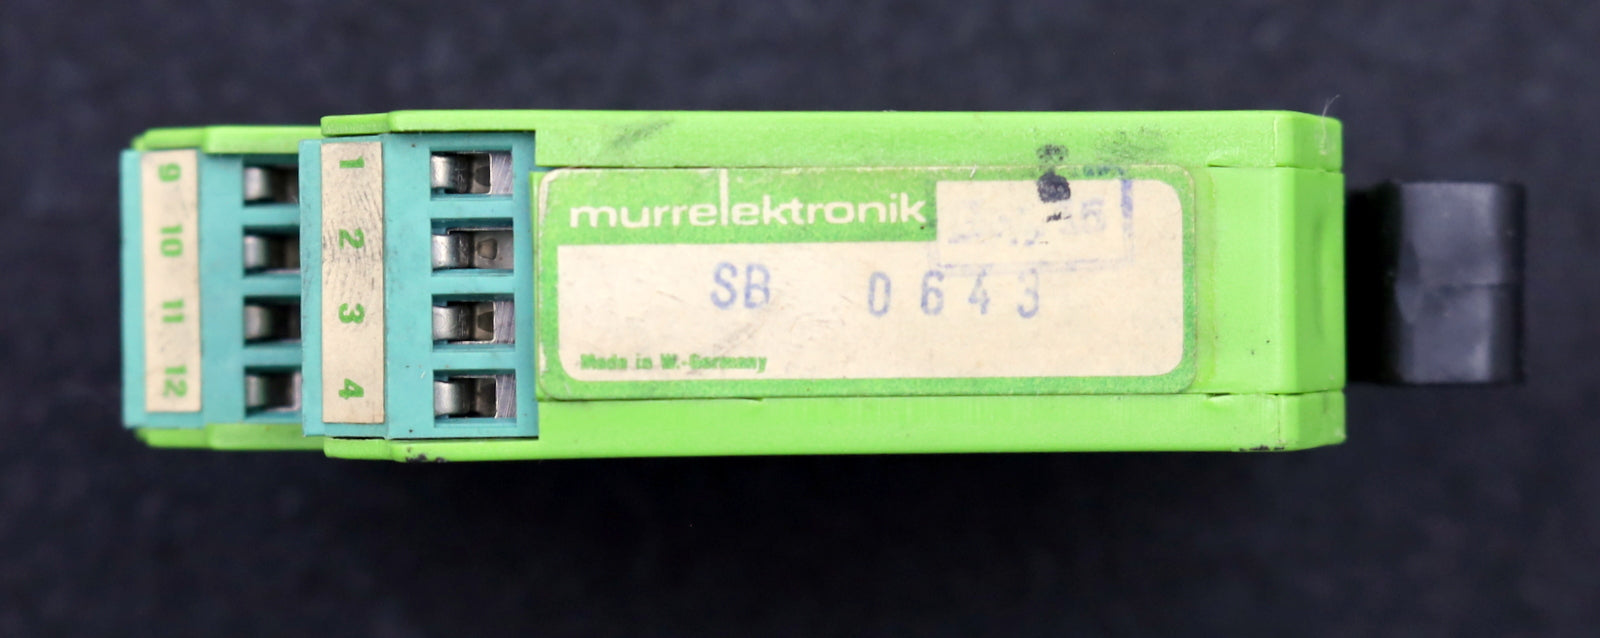 9
10
11
12
1
2
3
4
murrelektronik
SB 0643
Made in W.-Germany